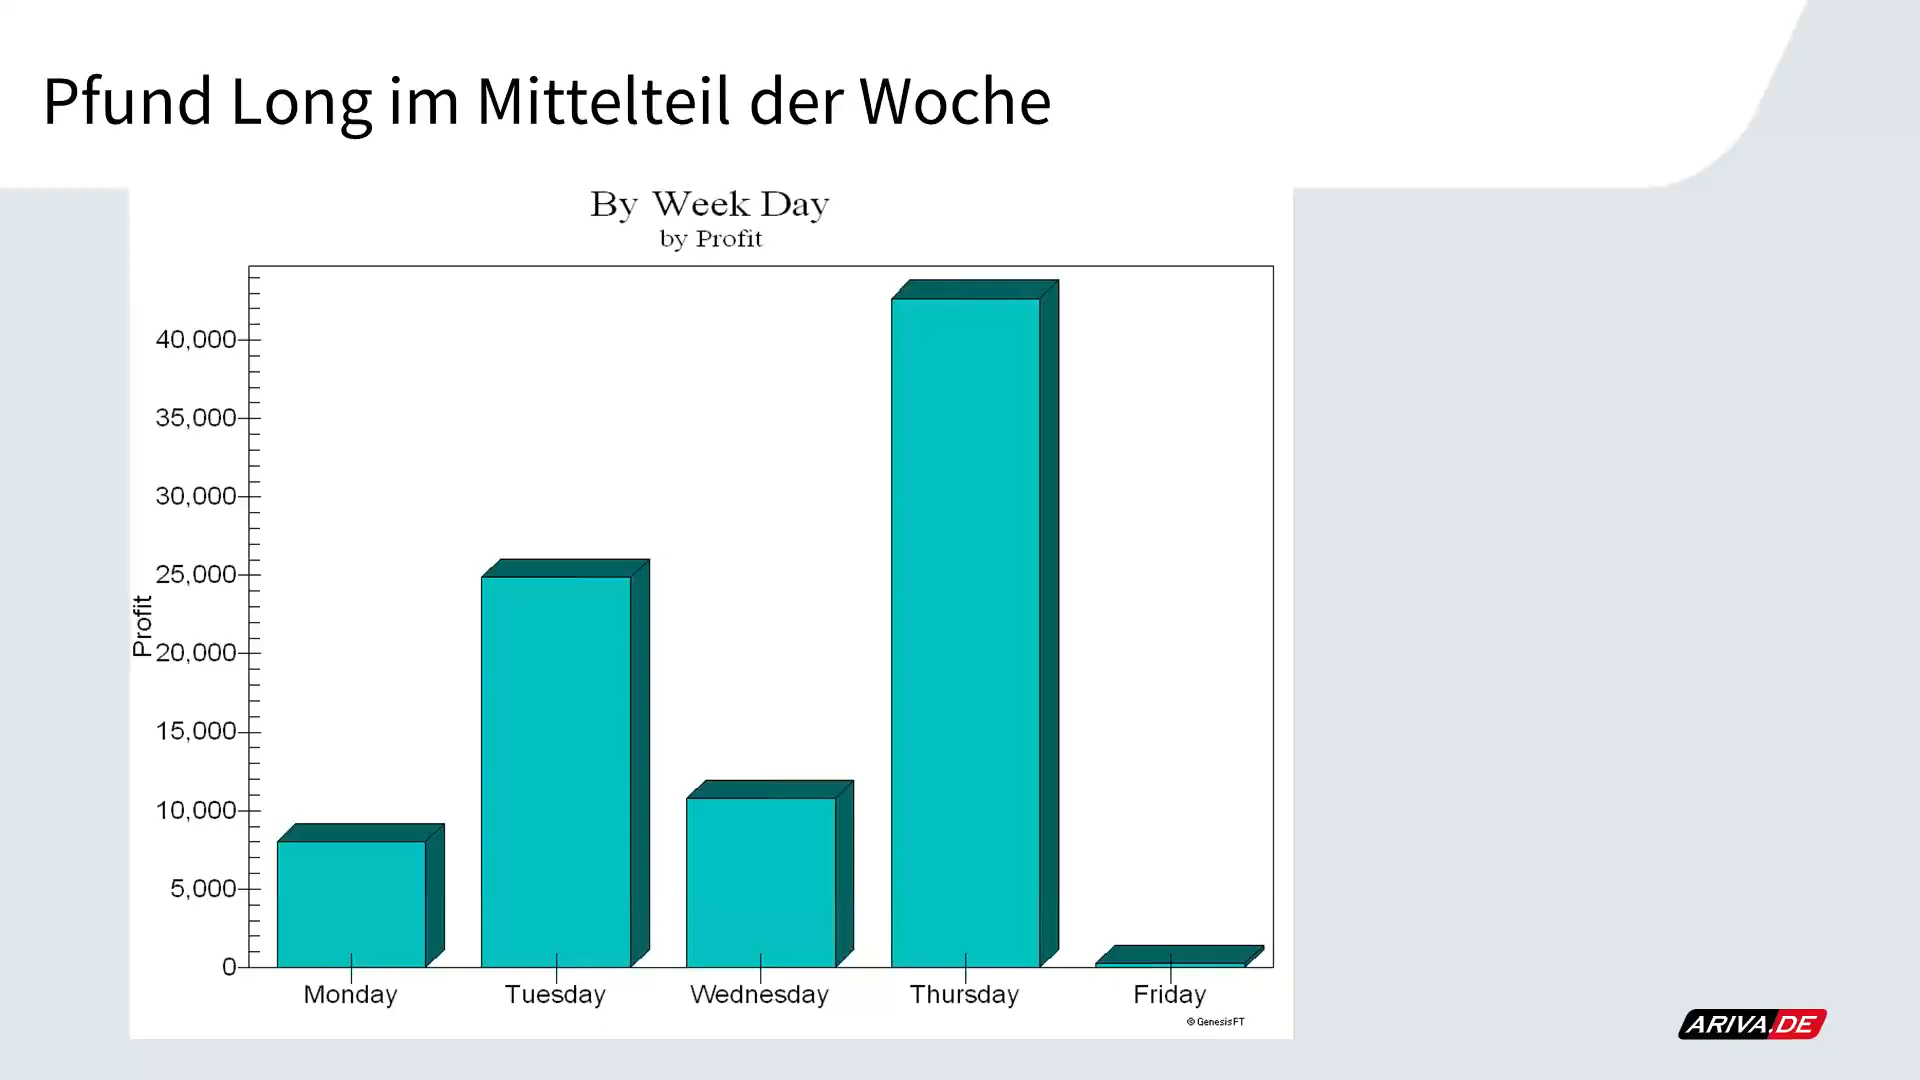 Pfund Long im Mittelteil der Woche
By Week Day
by Profit
Profit
40,000
35,000
30,000
25,000
20,000
15,000
10,000
5,000
0
Monday Tuesday Wednesday Thursday Friday
© GenesisFT
ARIVA.DE